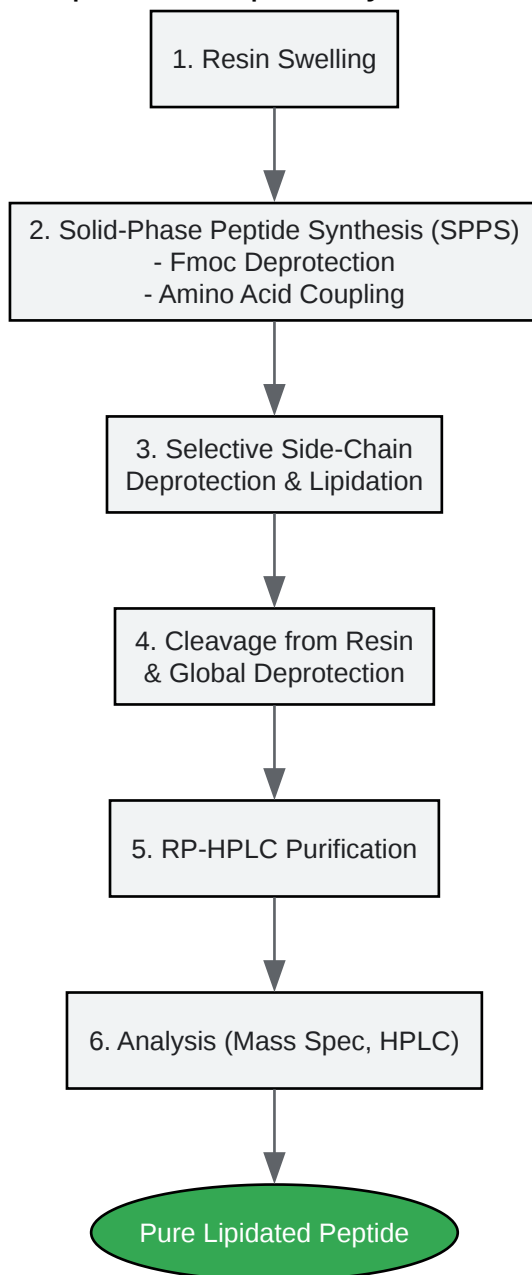 1. Resin Swelling
2. Solid-Phase Peptide Synthesis (SPPS)
- Fmoc Deprotection
- Amino Acid Coupling
3. Selective Side-Chain
Deprotection & Lipidation
4. Cleavage from Resin
& Global Deprotection
5. RP-HPLC Purification
6. Analysis (Mass Spec, HPLC)
Pure Lipidated Peptide